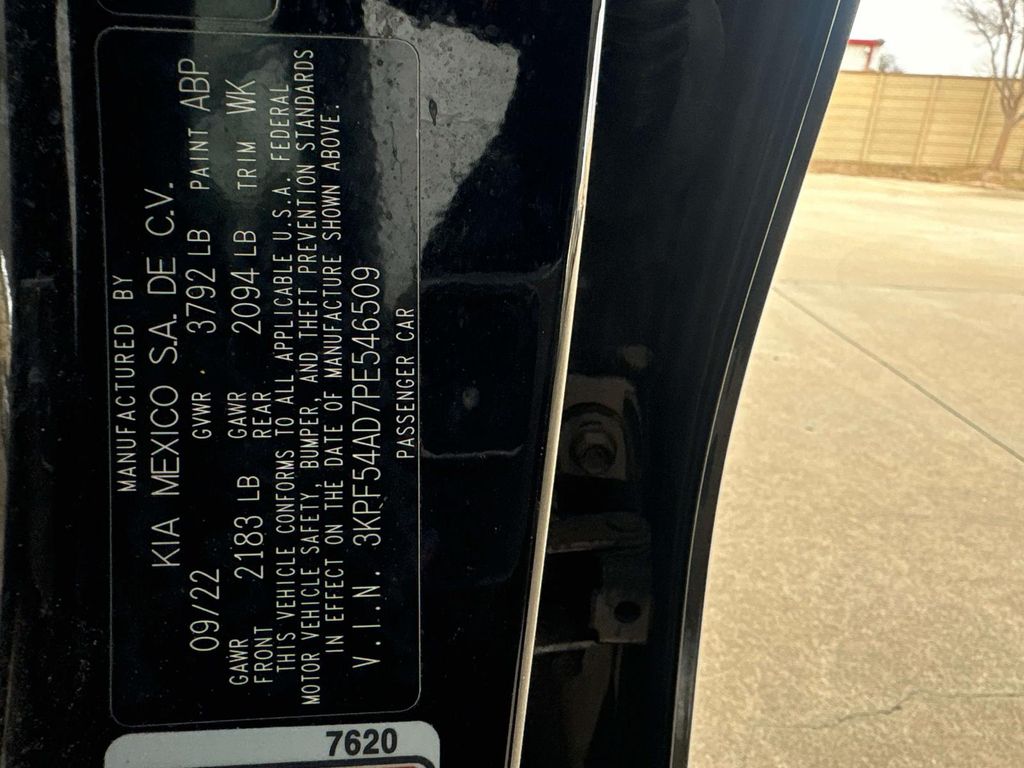 MANUFACTURED BY
KIA MEXICO S.A. DE C.V.
09/22 GVWR 3792 LB PAINT ABP
GAWR FRONT 2183 LB GAWR REAR 2094 LB TRIM WK
THIS VEHICLE CONFORMS TO ALL APPLICABLE U.S.A. FEDERAL
MOTOR VEHICLE SAFETY, BUMPER, AND THEFT PREVENTION STANDARDS
IN EFFECT ON THE DATE OF MANUFACTURE SHOWN ABOVE.
V.I.N. 3KPF54AD7PE546509
PASSENGER CAR
7620